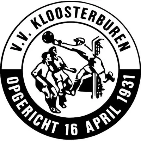 V.V. KLOOSTERBUREN
OPGERICHT 16 APRIL 1931